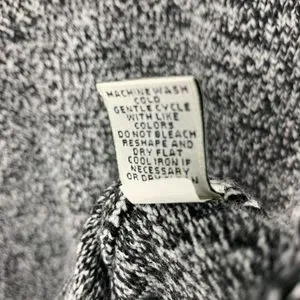 MACHINE WASH
COLD
GENTLE CYCLE
WITH LIKE
COLORS
DO NOT BLEACH
RESHAPE AND
DRY FLAT
COOL IRON IF
NECESSARY
OR DRY